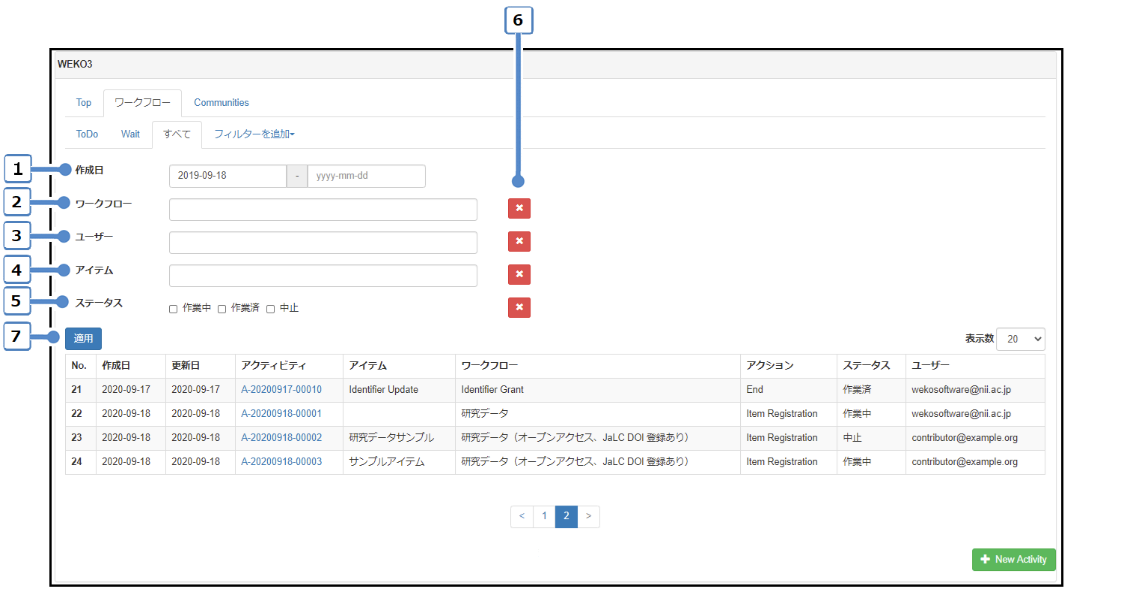 6
WEKO3
Top ワークフロー Communities
ToDo Wait すべて フィルターを追加
1 作成日 2019-09-18 - yyyy-mm-dd
2 ワークフロー
3 ユーザー
4 アイテム
5 ステータス 作業中 作業済 中止
7 適用 表示数 20
No. 作成日 更新日 アクティビティ アイテム ワークフロー アクション ステータス ユーザー
21 2020-09-17 2020-09-17 A-20200917-00010 Identifier Update Identifier Grant End 作業済 wekosoftware@nii.ac.jp
22 2020-09-18 2020-09-18 A-20200918-00001 研究データ Item Registration 作業中 wekosoftware@nii.ac.jp
23 2020-09-18 2020-09-18 A-20200918-00002 研究データサンプル 研究データ（オープンアクセス、JaLC DOI 登録あり） Item Registration 中止 contributor@example.org
24 2020-09-18 2020-09-18 A-20200918-00003 サンプルアイテム 研究データ（オープンアクセス、JaLC DOI 登録あり） Item Registration 作業中 contributor@example.org
< 1 2 >
New Activity